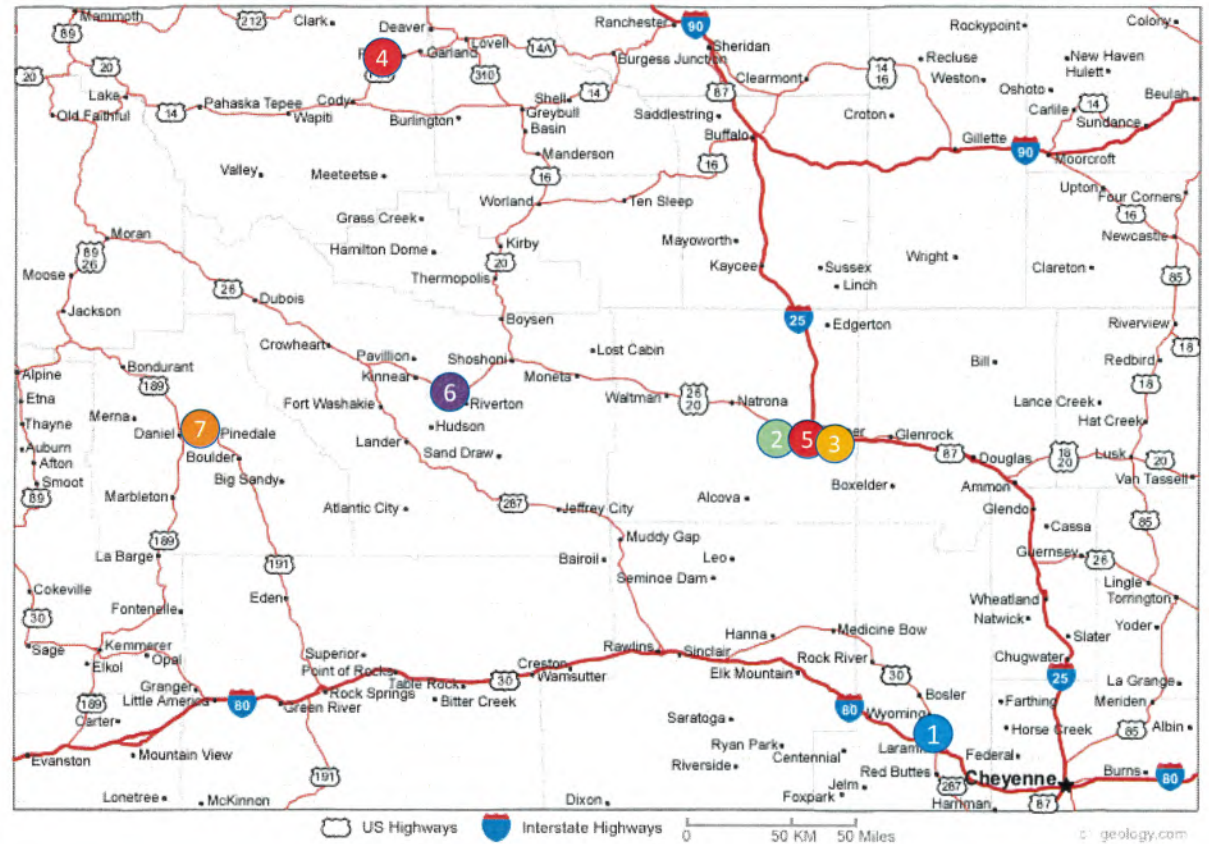 Mammoth
212
Clark
Deaver
Ranchester
90
Rockypoint
Colony
89
Lovell
14A
Sheridan
4
Garland
Burgess Junction
14
16
Recluse
New Haven
20
20
310
Clearmont
Weston
Hulett
Lake
Cody
Shell
14
87
Oshoto
Beulah
Old Faithful
14
Pahaska Tepee
Wapiti
Burlington
Greybull
Saddlestring
Croton
Carlile
14
Sundance
Basin
Buffalo
Gillette
90
Moorcroft
Manderson
16
Valley
Meeteetse
16
Upton
Four Corners
Worland
Ten Sleep
16
Grass Creek
Moran
Kirby
Mayoworth
Newcastle
89
26
Hamilton Dome
20
Wright
Moose
Thermopolis
Kaycee
Sussex
Clareton
85
26
Dubois
Linch
Jackson
Boysen
25
Edgerton
Riverview
Crowheart
Pavillion
Shoshoni
Lost Cabin
18
Bondurant
Bill
Redbird
Alpine
Kinnear
Moneta
189
6
Waltman
26
20
Natrona
18
Etna
Merna
Fort Washakie
Riverton
Lance Creek
Thayne
Daniel
7
Pinedale
Hudson
2
5
3
Glenrock
Hat Creek
Auburn
Lander
87
Douglas
18
20
Lusk
20
Afton
Boulder
Sand Draw
Smoot
Big Sandy
Boxelder
Ammon
Van Tassell
89
Marbleton
287
Alcova
Atlantic City
Jeffrey City
Glendo
85
Cassa
189
Muddy Gap
La Barge
Bairoil
Leo
Guernsey
26
191
Seminoe Dam
Lingle
Cokeville
Eden
Wheatland
Torrington
30
Fontenelle
Natwick
Hanna
Medicine Bow
Yoder
Sage
Kemmerer
Rawlins
Slater
Elkol
Opal
Superior
Sinclair
Rock River
Chugwater
Point of Rocks
Creston
30
Elk Mountain
30
25
La Grange
Granger
Table Rock
Wamsutter
Little America
80
Rock Springs
Bosler
189
Green River
Bitter Creek
80
Wyoming
Farthing
Meriden
Carter
Saratoga
1
Horse Creek
85
Albin
Evanston
Mountain View
Ryan Park
Centennial
Federal
191
Riverside
Red Buttes
Cheyenne
Burns
80
Lonetree
McKinnon
Dixon
Jelm
Foxpark
287
Harriman
87
US Highways
Interstate Highways
0
50 KM
50 Miles
geology.com